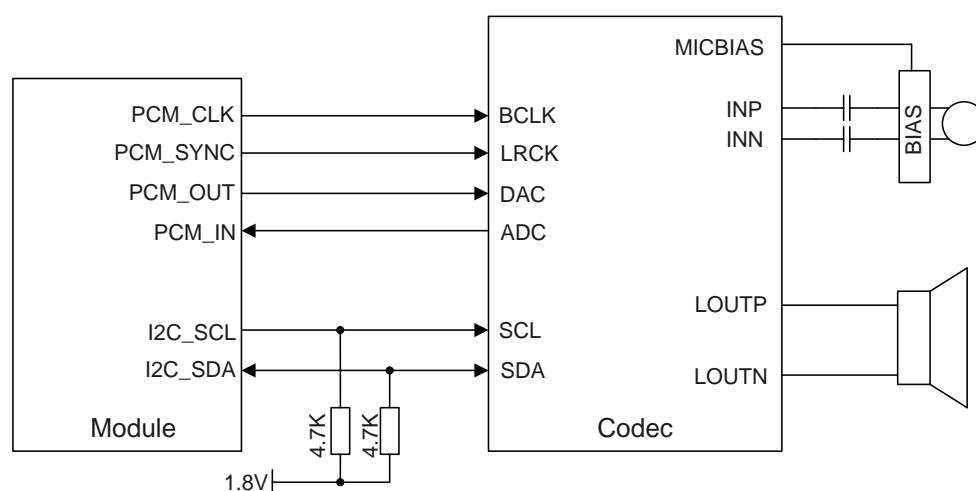 MICBIAS
PCM_CLK
BCLK
INP
INN
BIAS
PCM_SYNC
LRCK
PCM_OUT
DAC
PCM_IN
ADC
LOUTP
I2C_SCL
SCL
I2C_SDA
SDA
LOUTN
Module
4.7K
4.7K
Codec
1.8V